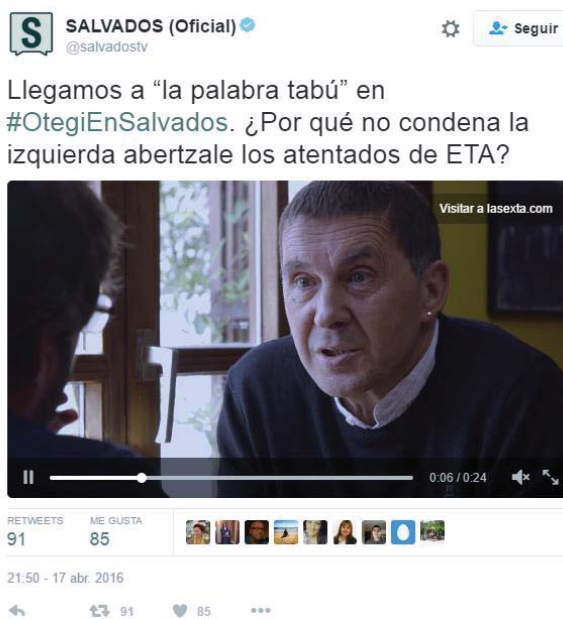 S
SALVADOS (Oficial)
@salvadostv
Seguir
Llegamos a “la palabra tabú” en
#OtegiEnSalvados. ¿Por qué no condena la
izquierda abertzale los atentados de ETA?
Visitar a lasexta.com
0:06 / 0:24
RETWEETS
91
ME GUSTA
85
21:50 - 17 abr. 2016
91
85